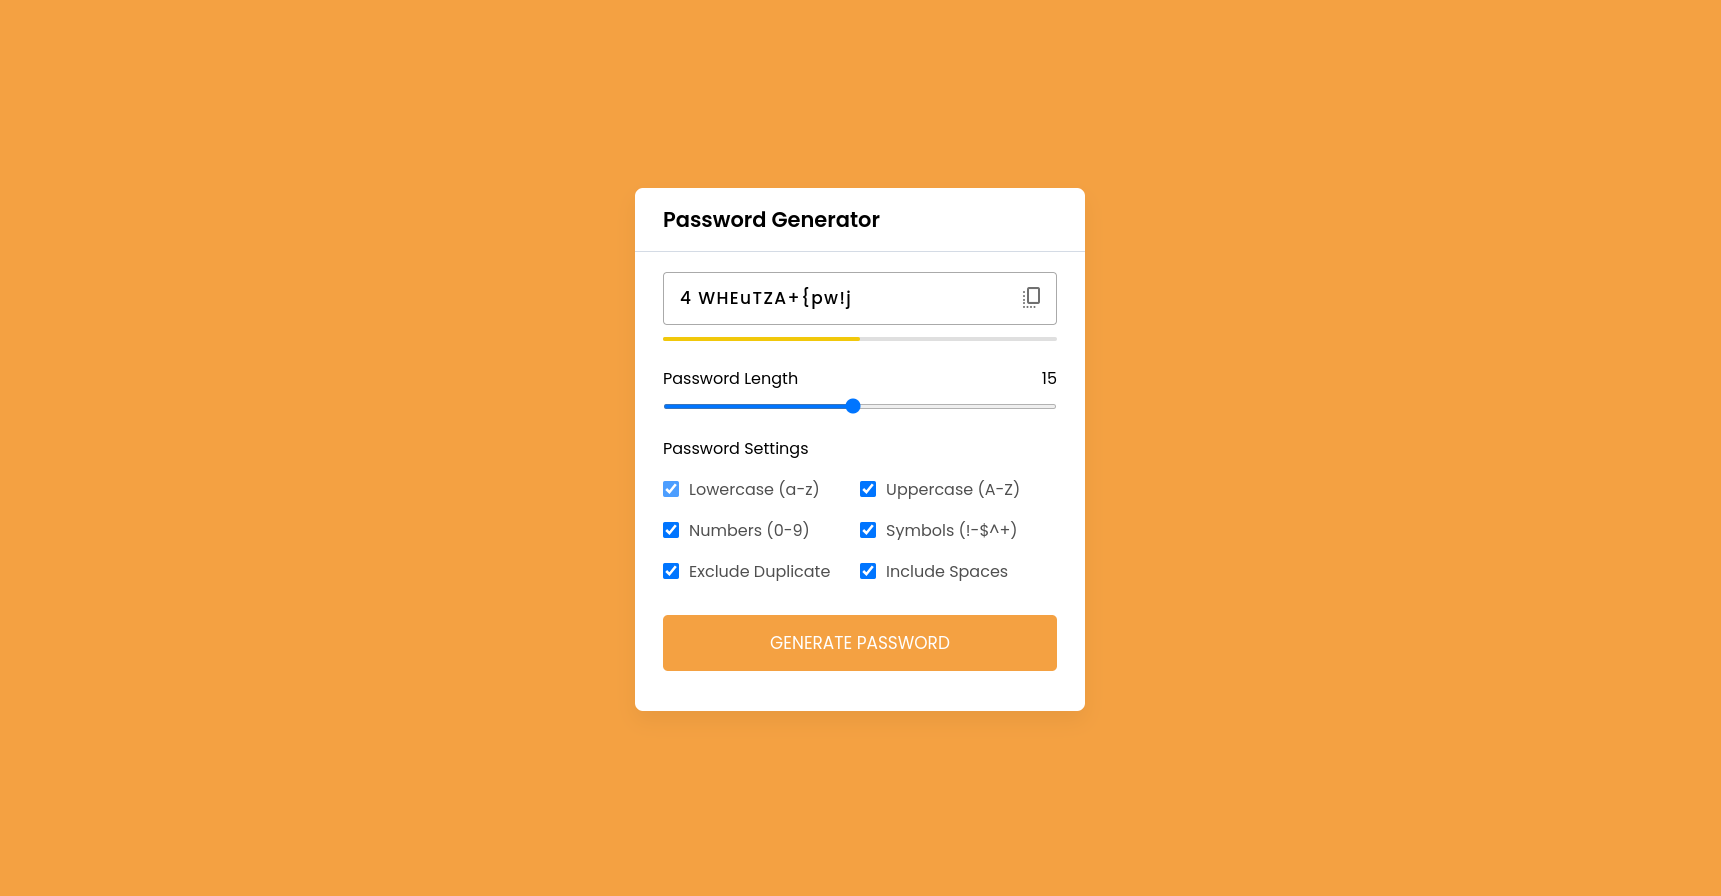 Password Generator
4 WHEuTZA+{pw!j
Password Length 15
Password Settings
Lowercase (a-z) Uppercase (A-Z)
Numbers (0-9) Symbols (!-$^+)
Exclude Duplicate Include Spaces
GENERATE PASSWORD